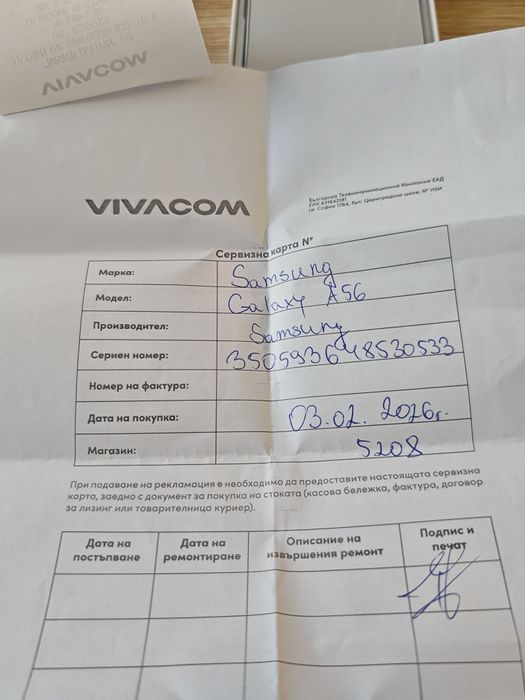 VIVACOM
VIVACOM
Българска Телекомуникационна Компания ЕАД
ЕИК 831642181
гр. София 1784, бул. Цариградско шосе, № 115И
Сервизна карта №
Марка: Samsung
Модел: Galaxy A56
Производител: Samsung
Сериен номер: 350593648530533
Номер на фактура:
Дата на покупка: 03.02.2026г.
Магазин: 5208
При подаване на рекламация е необходимо да предоставите настоящата сервизна
карта, заедно с документ за покупка на стоката (касова бележка, фактура, договор
за лизинг или товарителница куриер).
Дата на постъпване Дата на ремонтиране Описание на извършения ремонт Подпис и печат